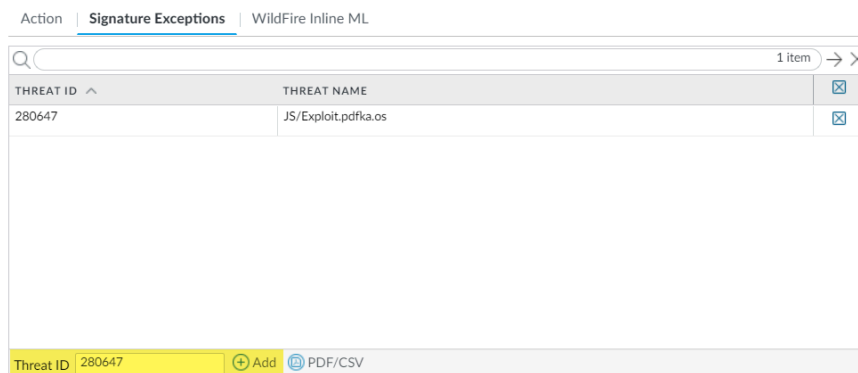 Action Signature Exceptions WildFire Inline ML
1 item
THREAT ID THREAT NAME
280647 JS/Exploit.pdfka.os
Threat ID 280647 Add PDF/CSV